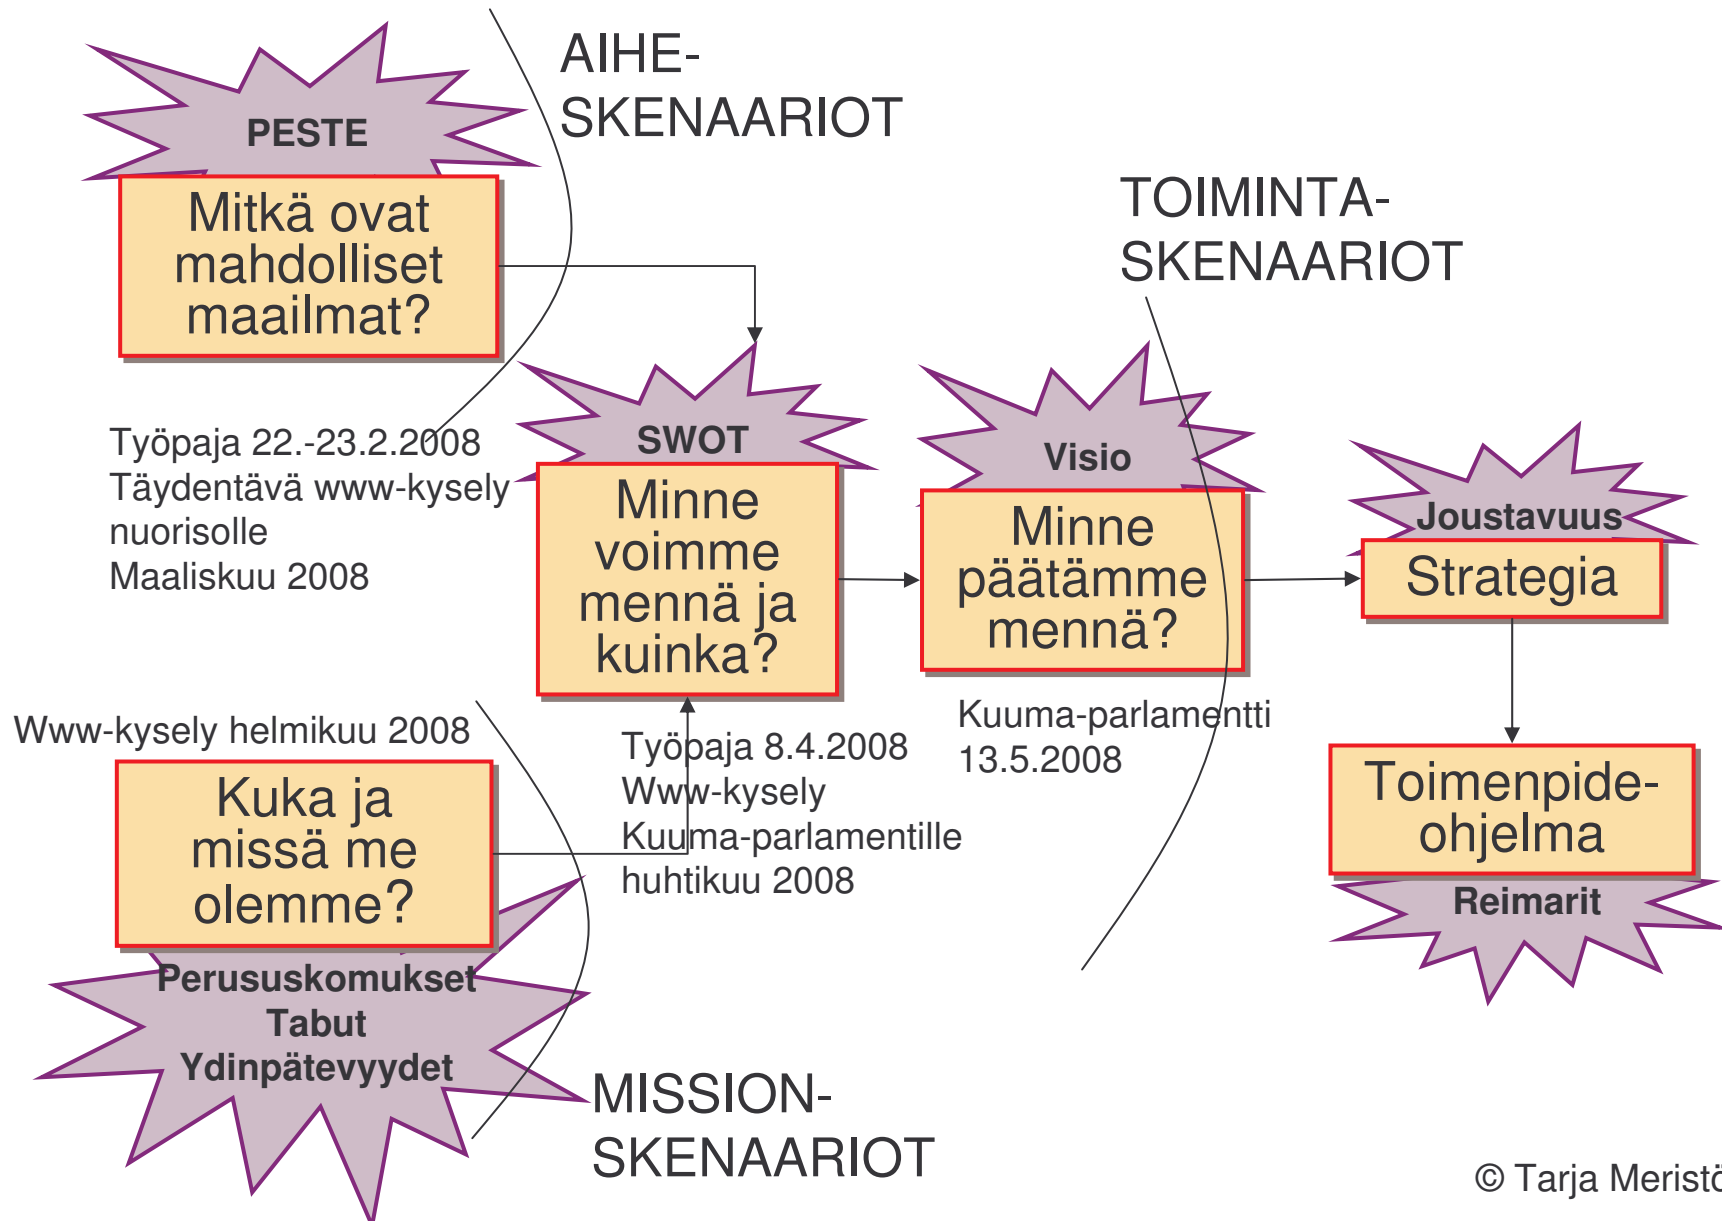 AIHE-
SKENAARIOT
PESTE
Mitkä ovat
mahdolliset
maailmat?
TOIMINTA-
SKENAARIOT
Työpaja 22.-23.2.2008
Täydentävä www-kysely
nuorisolle
Maaliskuu 2008
SWOT
Minne
voimme
mennä ja
kuinka?
Visio
Minne
päätämme
mennä?
Joustavuus
Strategia
Www-kysely helmikuu 2008
Kuka ja
missä me
olemme?
Perususkomukset
Tabut
Ydinpätevyydet
Työpaja 8.4.2008
Www-kysely
Kuuma-parlamentille
huhtikuu 2008
Kuuma-parlamentti
13.5.2008
Toimenpide-
ohjelma
Reimarit
MISSION-
SKENAARIOT
© Tarja Meristö